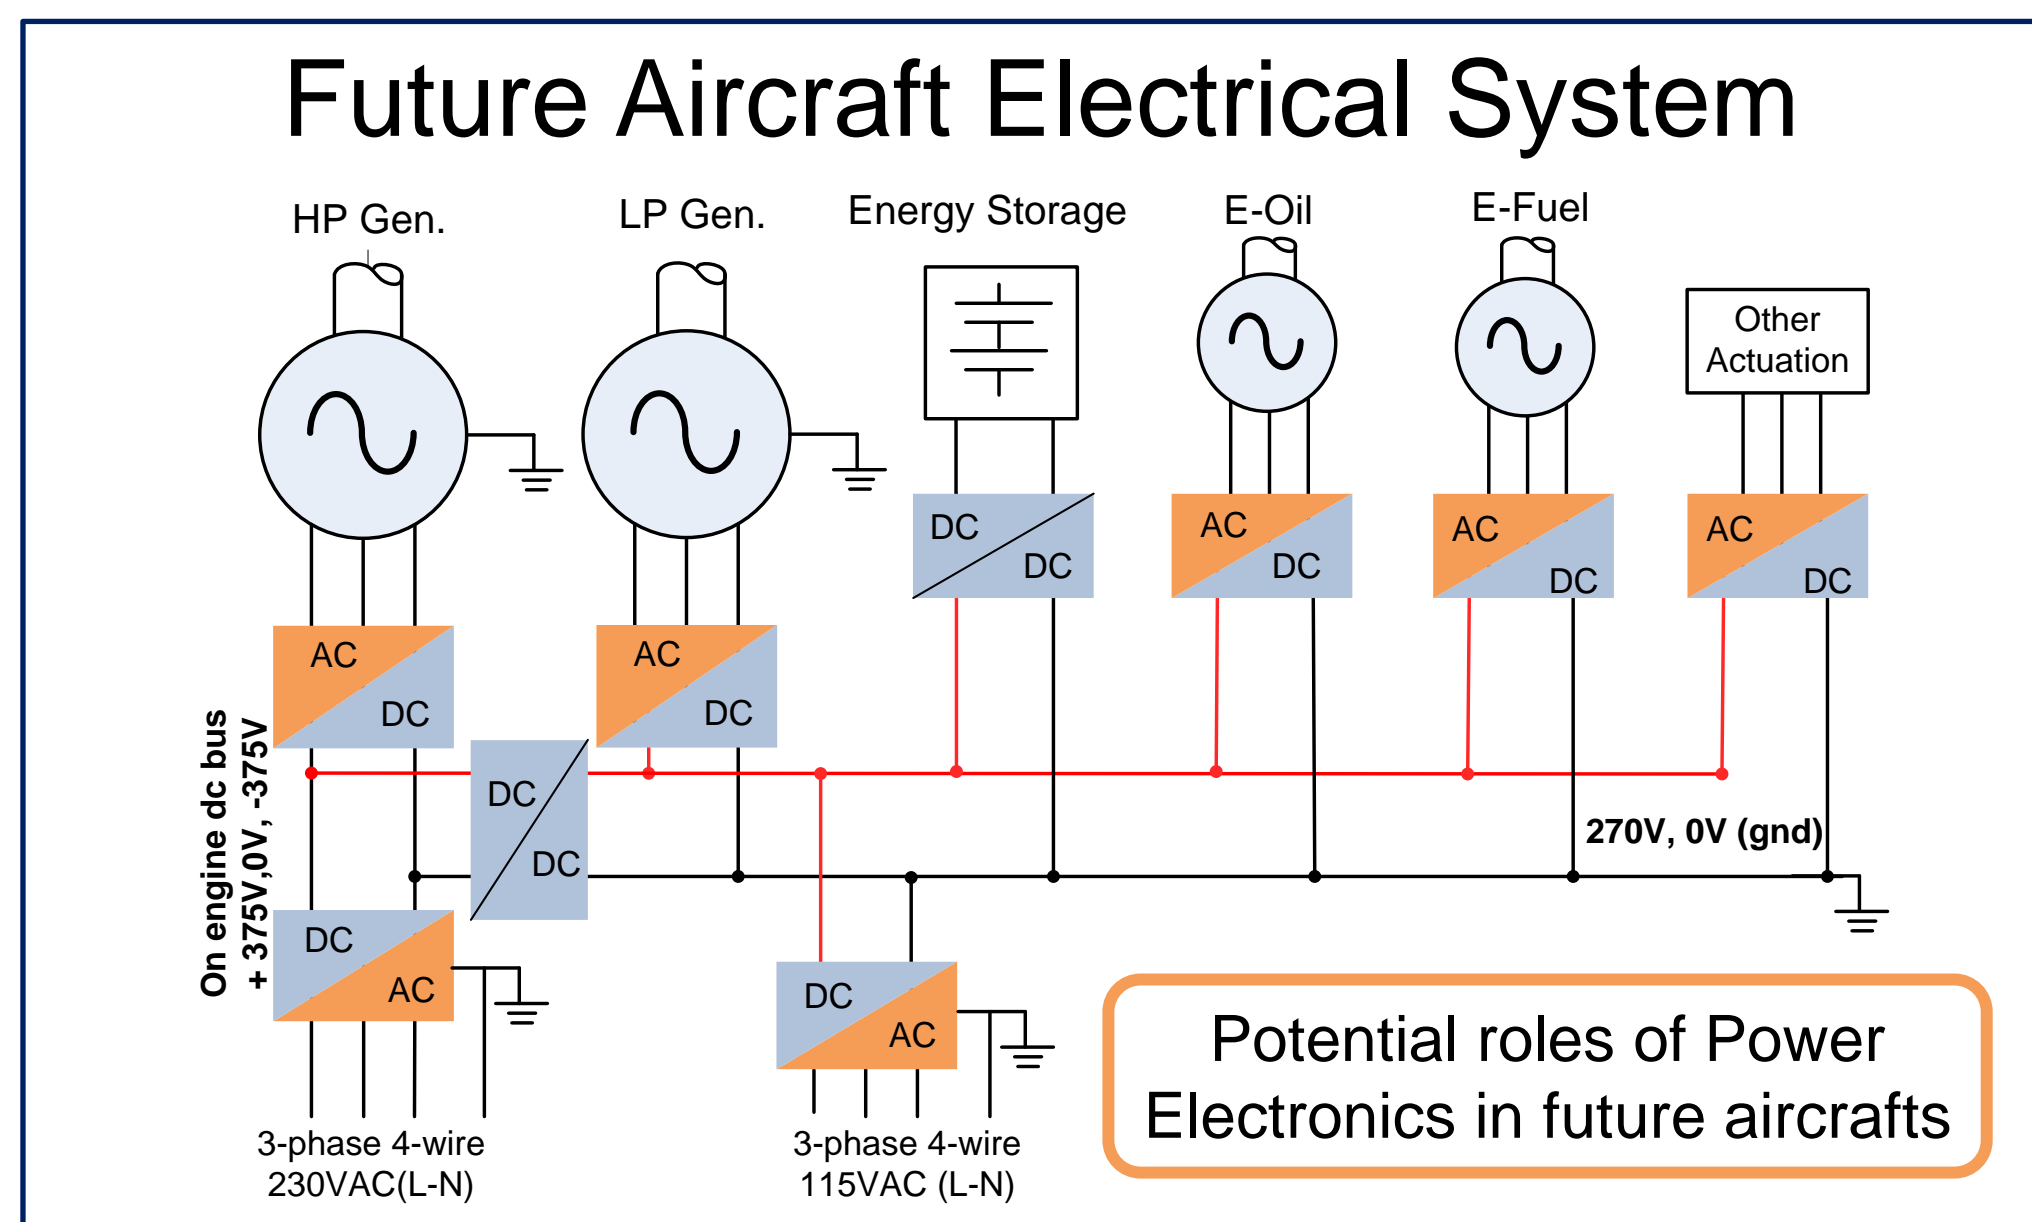 Future Aircraft Electrical System
HP Gen.
LP Gen.
Energy Storage
E-Oil
E-Fuel
Other
Actuation
DC
DC
AC
DC
AC
DC
AC
DC
AC
DC
AC
DC
On engine dc bus
+ 375V,0V, -375V
DC
DC
270V, 0V (gnd)
DC
AC
DC
AC
3-phase 4-wire
230VAC(L-N)
3-phase 4-wire
115VAC (L-N)
Potential roles of Power
Electronics in future aircrafts